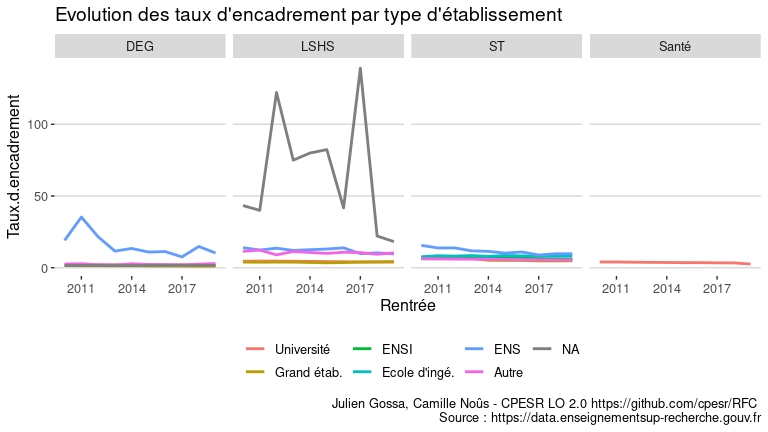 Evolution des taux d'encadrement par type d'établissement
DEG LSHS ST Santé
Taux.d.encadrement
100
50
0
2011 2014 2017 2011 2014 2017 2011 2014 2017 2011 2014 2017
Rentrée
Université ENSI ENS NA
Grand étab. Ecole d'ingé. Autre
Julien Gossa, Camille Noûs - CPESR LO 2.0 https://github.com/cpesr/RFC
Source : https://data.enseignementsup-recherche.gouv.fr